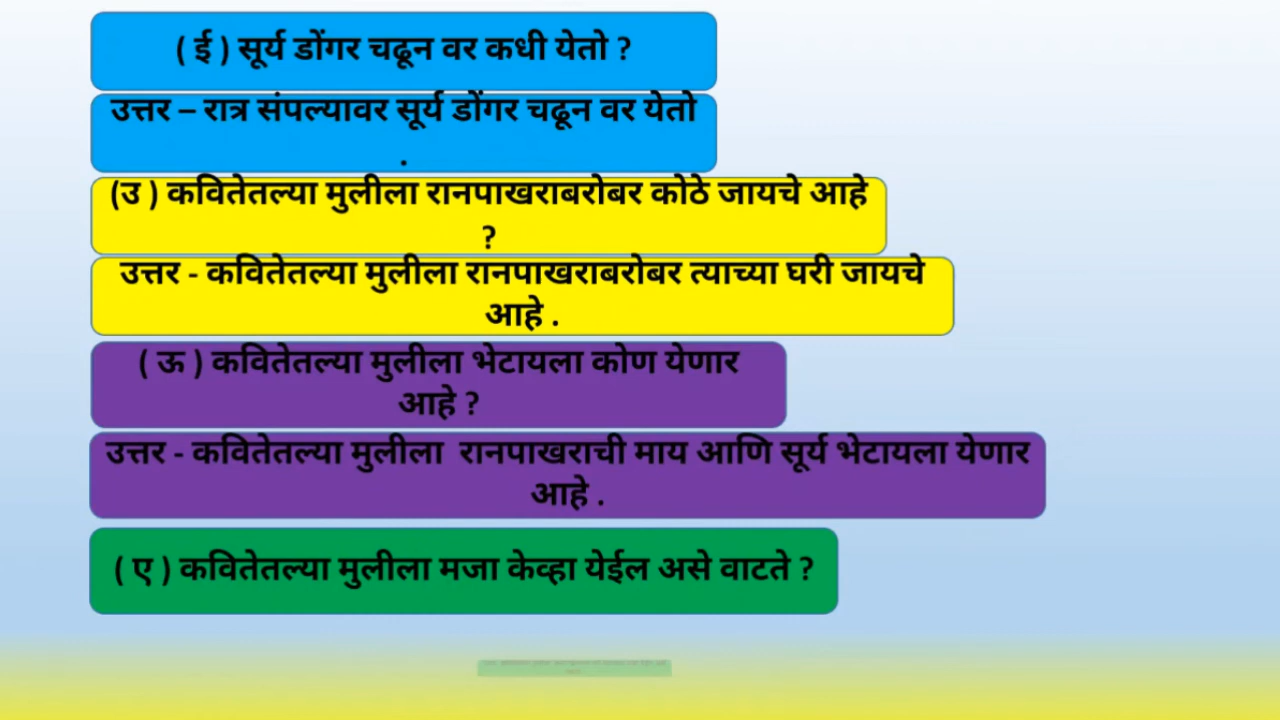 ( ई ) सूर्य डोंगर चढून वर कधी येतो ?
उत्तर – रात्र संपल्यावर सूर्य डोंगर चढून वर येतो
.
(उ ) कवितेतल्या मुलीला रानपाखराबरोबर कोठे जायचे आहे
?
उत्तर - कवितेतल्या मुलीला रानपाखराबरोबर त्याच्या घरी जायचे
आहे .
( ऊ ) कवितेतल्या मुलीला भेटायला कोण येणार
आहे ?
उत्तर - कवितेतल्या मुलीला रानपाखराची माय आणि सूर्य भेटायला येणार
आहे .
( ए ) कवितेतल्या मुलीला मजा केव्हा येईल असे वाटते ?